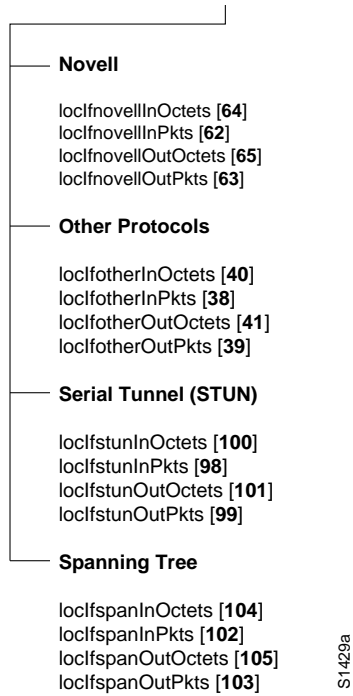 Novell
locIfnovellInOctets [64]
locIfnovellInPkts [62]
locIfnovellOutOctets [65]
locIfnovellOutPkts [63]
Other Protocols
locIfotherInOctets [40]
locIfotherInPkts [38]
locIfotherOutOctets [41]
locIfotherOutPkts [39]
Serial Tunnel (STUN)
locIfstunInOctets [100]
locIfstunInPkts [98]
locIfstunOutOctets [101]
locIfstunOutPkts [99]
Spanning Tree
locIfspanInOctets [104]
locIfspanInPkts [102]
locIfspanOutOctets [105]
locIfspanOutPkts [103]
S1429a